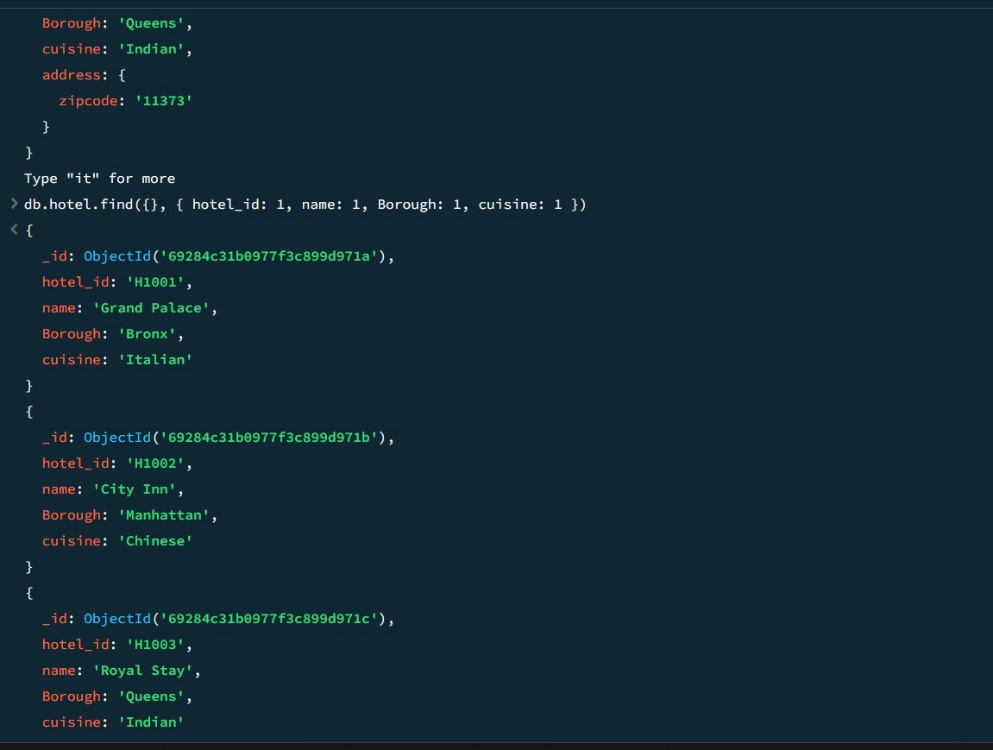 Borough: 'Queens',
cuisine: 'Indian',
address: {
zipcode: '11373'
}
}
Type "it" for more
> db.hotel.find({}, { hotel_id: 1, name: 1, Borough: 1, cuisine: 1 })
< {
_id: ObjectId('69284c31b0977f3c899d971a'),
hotel_id: 'H1001',
name: 'Grand Palace',
Borough: 'Bronx',
cuisine: 'Italian'
}
{
_id: ObjectId('69284c31b0977f3c899d971b'),
hotel_id: 'H1002',
name: 'City Inn',
Borough: 'Manhattan',
cuisine: 'Chinese'
}
{
_id: ObjectId('69284c31b0977f3c899d971c'),
hotel_id: 'H1003',
name: 'Royal Stay',
Borough: 'Queens',
cuisine: 'Indian'